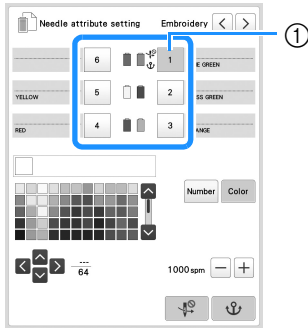 Needle attribute setting Embroidery < >
6 1 E GREEN
YELLOW 5 2 SS GREEN
RED 4 3 ANGE
Number Color
---
64
1000 spm − +
①